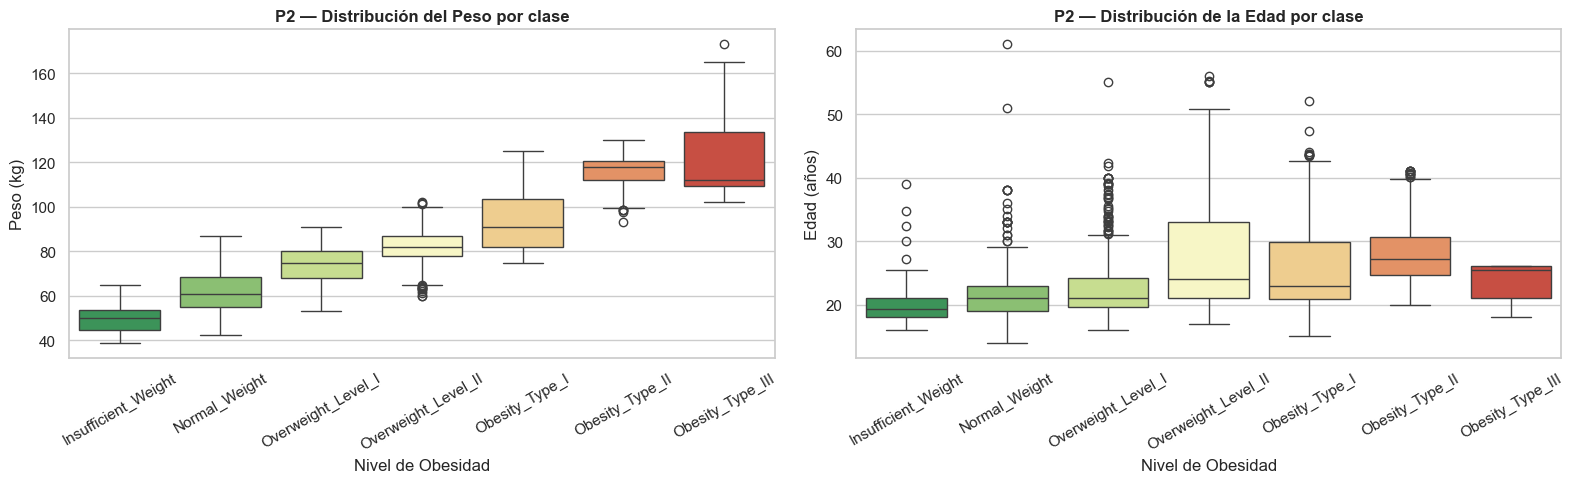 P2 — Distribución del Peso por clase
Peso (kg)
160
140
120
100
80
60
40
Insufficient_Weight
Normal_Weight
Overweight_Level_I
Overweight_Level_II
Obesity_Type_I
Obesity_Type_II
Obesity_Type_III
Nivel de Obesidad
P2 — Distribución de la Edad por clase
Edad (años)
60
50
40
30
20
Insufficient_Weight
Normal_Weight
Overweight_Level_I
Overweight_Level_II
Obesity_Type_I
Obesity_Type_II
Obesity_Type_III
Nivel de Obesidad